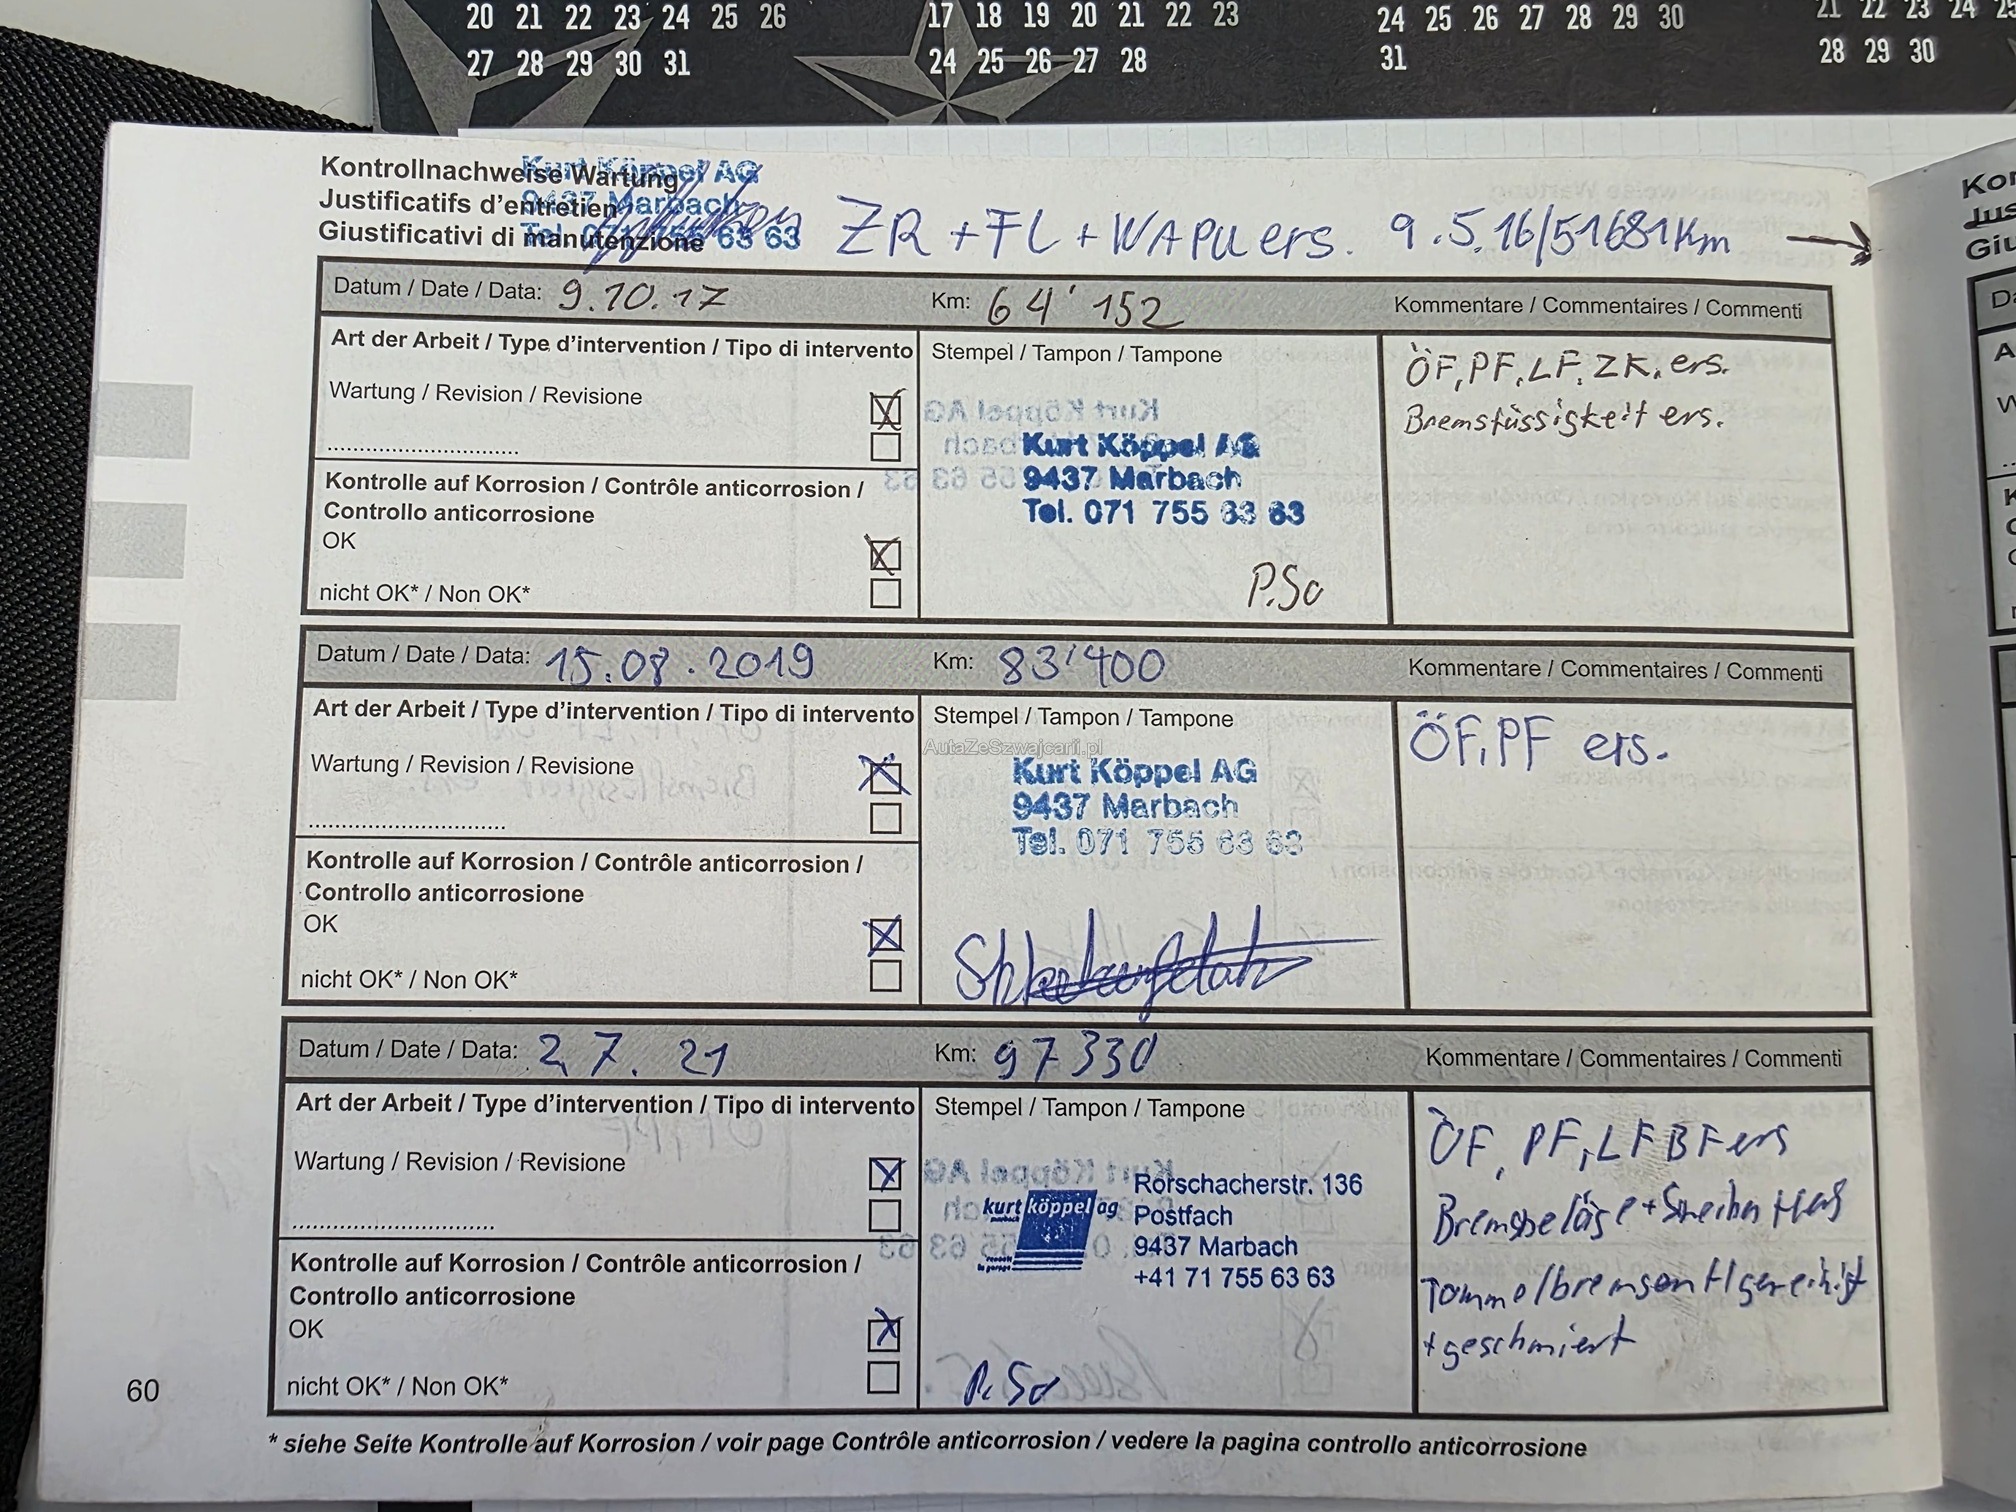 20 21 22 23 24 25 26
27 28 29 30 31
17 18 19 20 21 22 23
24 25 26 27 28
24 25 26 27 28 29 30
31
21 22 23 24 25
28 29 30
Kontrollnachweise Wartung
Justificatifs d'entretien
Giustificativi di manutenzione
Kurt Köppel AG
9437 Marbach
Tel. 071 755 63 63
ZR + FL + WAPU ers. 9.5.16/51681Km
Datum / Date / Data: 9.10.17 Km: 64'152 Kommentare / Commentaires / Commenti
Art der Arbeit / Type d'intervention / Tipo di intervento
Wartung / Revision / Revisione
Kontrolle auf Korrosion / Contrôle anticorrosion /
Controllo anticorrosione
OK
nicht OK* / Non OK*
Stempel / Tampon / Tampone
Kurt Köppel AG
9437 Marbach
Tel. 071 755 63 63
P.So
ÖF, PF, LF, ZK, ers.
Bremsfüssigkeit ers.
Datum / Date / Data: 15.08.2019 Km: 83'400 Kommentare / Commentaires / Commenti
Art der Arbeit / Type d'intervention / Tipo di intervento
Wartung / Revision / Revisione
Kontrolle auf Korrosion / Contrôle anticorrosion /
Controllo anticorrosione
OK
nicht OK* / Non OK*
Stempel / Tampon / Tampone
AutaZeSzwajcarii.pl
Kurt Köppel AG
9437 Marbach
Tel. 071 755 63 63
ÖF, PF ers.
Datum / Date / Data: 2.7.21 Km: 97330 Kommentare / Commentaires / Commenti
Art der Arbeit / Type d'intervention / Tipo di intervento
Wartung / Revision / Revisione
Kontrolle auf Korrosion / Contrôle anticorrosion /
Controllo anticorrosione
OK
nicht OK* / Non OK*
Stempel / Tampon / Tampone
kurt köppel ag
Rorschacherstr. 136
Postfach
9437 Marbach
+41 71 755 63 63
P. So
ÖF, PF, LF BF ers
Bremsbeläge +
+ geschmiert
60
* siehe Seite Kontrolle auf Korrosion / voir page Contrôle anticorrosion / vedere la pagina controllo anticorrosione